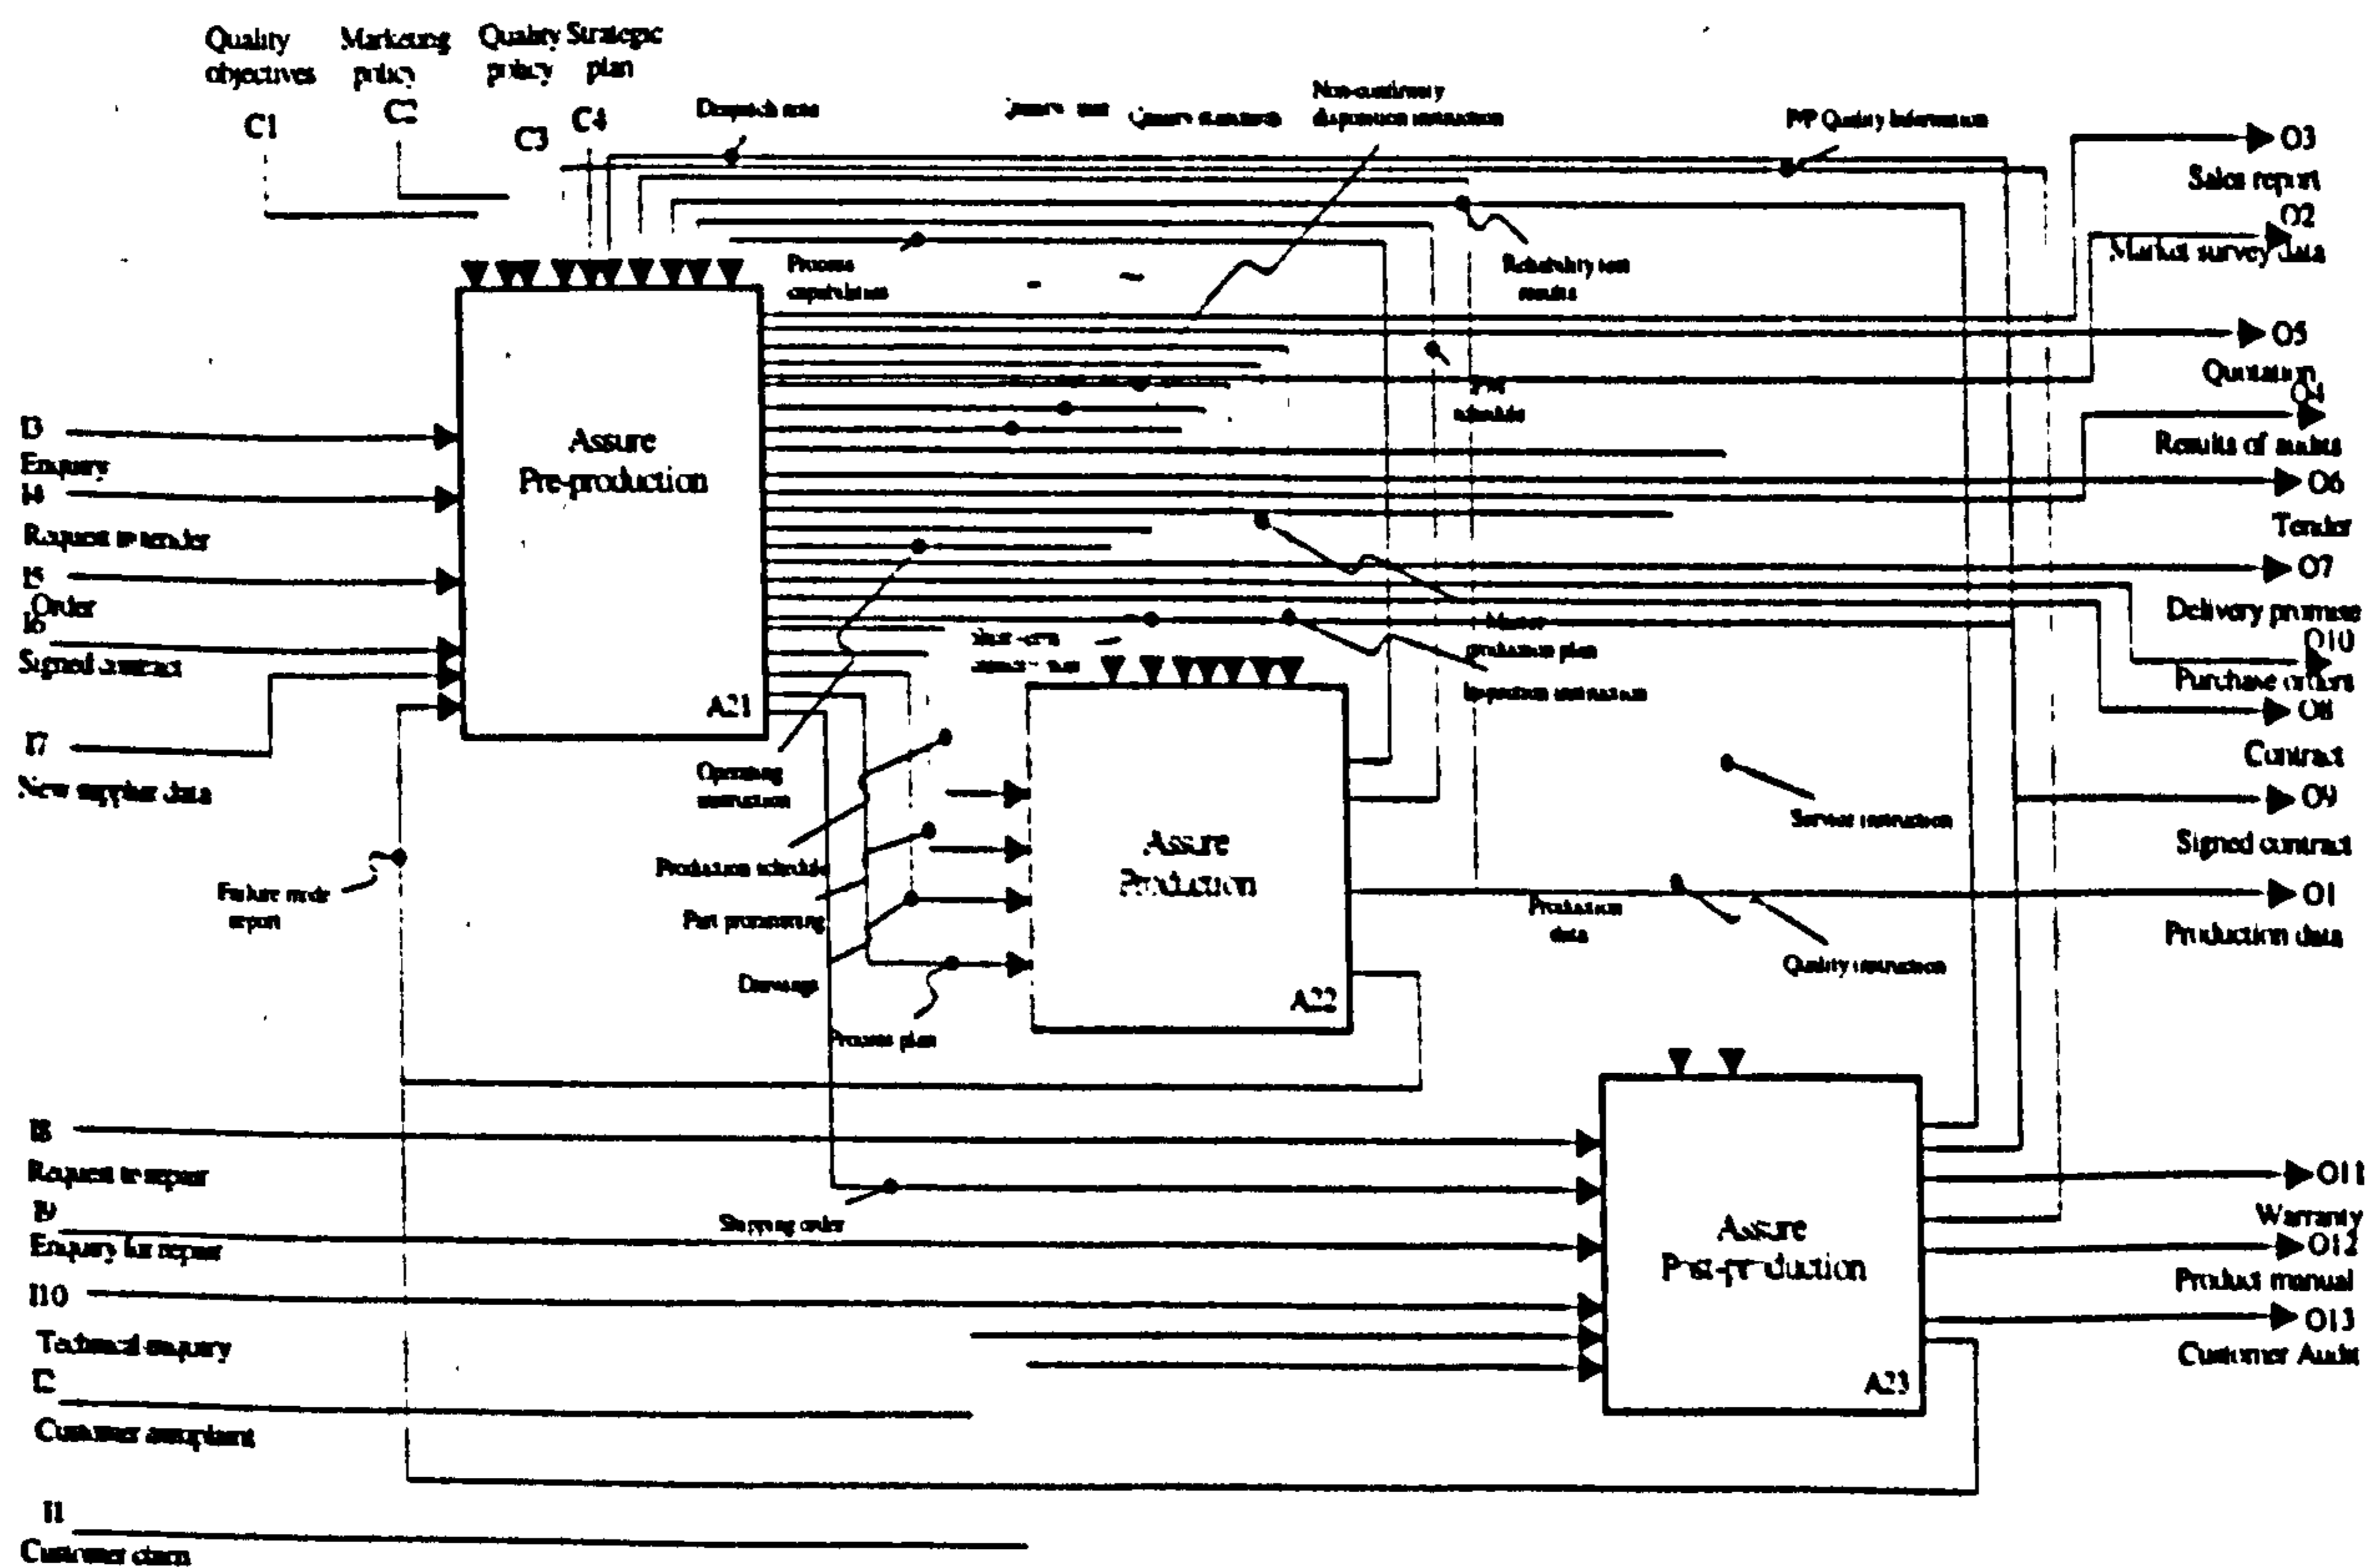 Quality objectives
Marketing policy
Quality policy
Strategic plan
C1
C2
C3
C4
Despatch note
Non-conformity
disposition instruction
P/P Quality Information
O3
Sales report
O2
Market survey data
Process
capabilities
Reliability test
results
O5
Quotation
O4
schedule
Results of audits
O6
Tender
I3
Enquiry
I4
Request to tender
I5
Order
I6
Signed contract
I7
New supplier data
Assure
Pre-production
A21
O7
Delivery promise
O10
Purchase orders
O8
Contract
Master
production plan
Inspection instruction
Operating
instruction
Production schedule
Part programming
Drawings
Process plan
Failure mode
report
Assure
Production
A22
Service instruction
O9
Signed contract
O1
Production data
Production
data
Quality instruction
I8
Request to repair
Shipping order
I9
Enquiry for repair
I10
Technical enquiry
I2
Customer complaint
I1
Customer claim
Assure
Post-production
A23
O11
Warranty
O12
Product manual
O13
Customer Audit